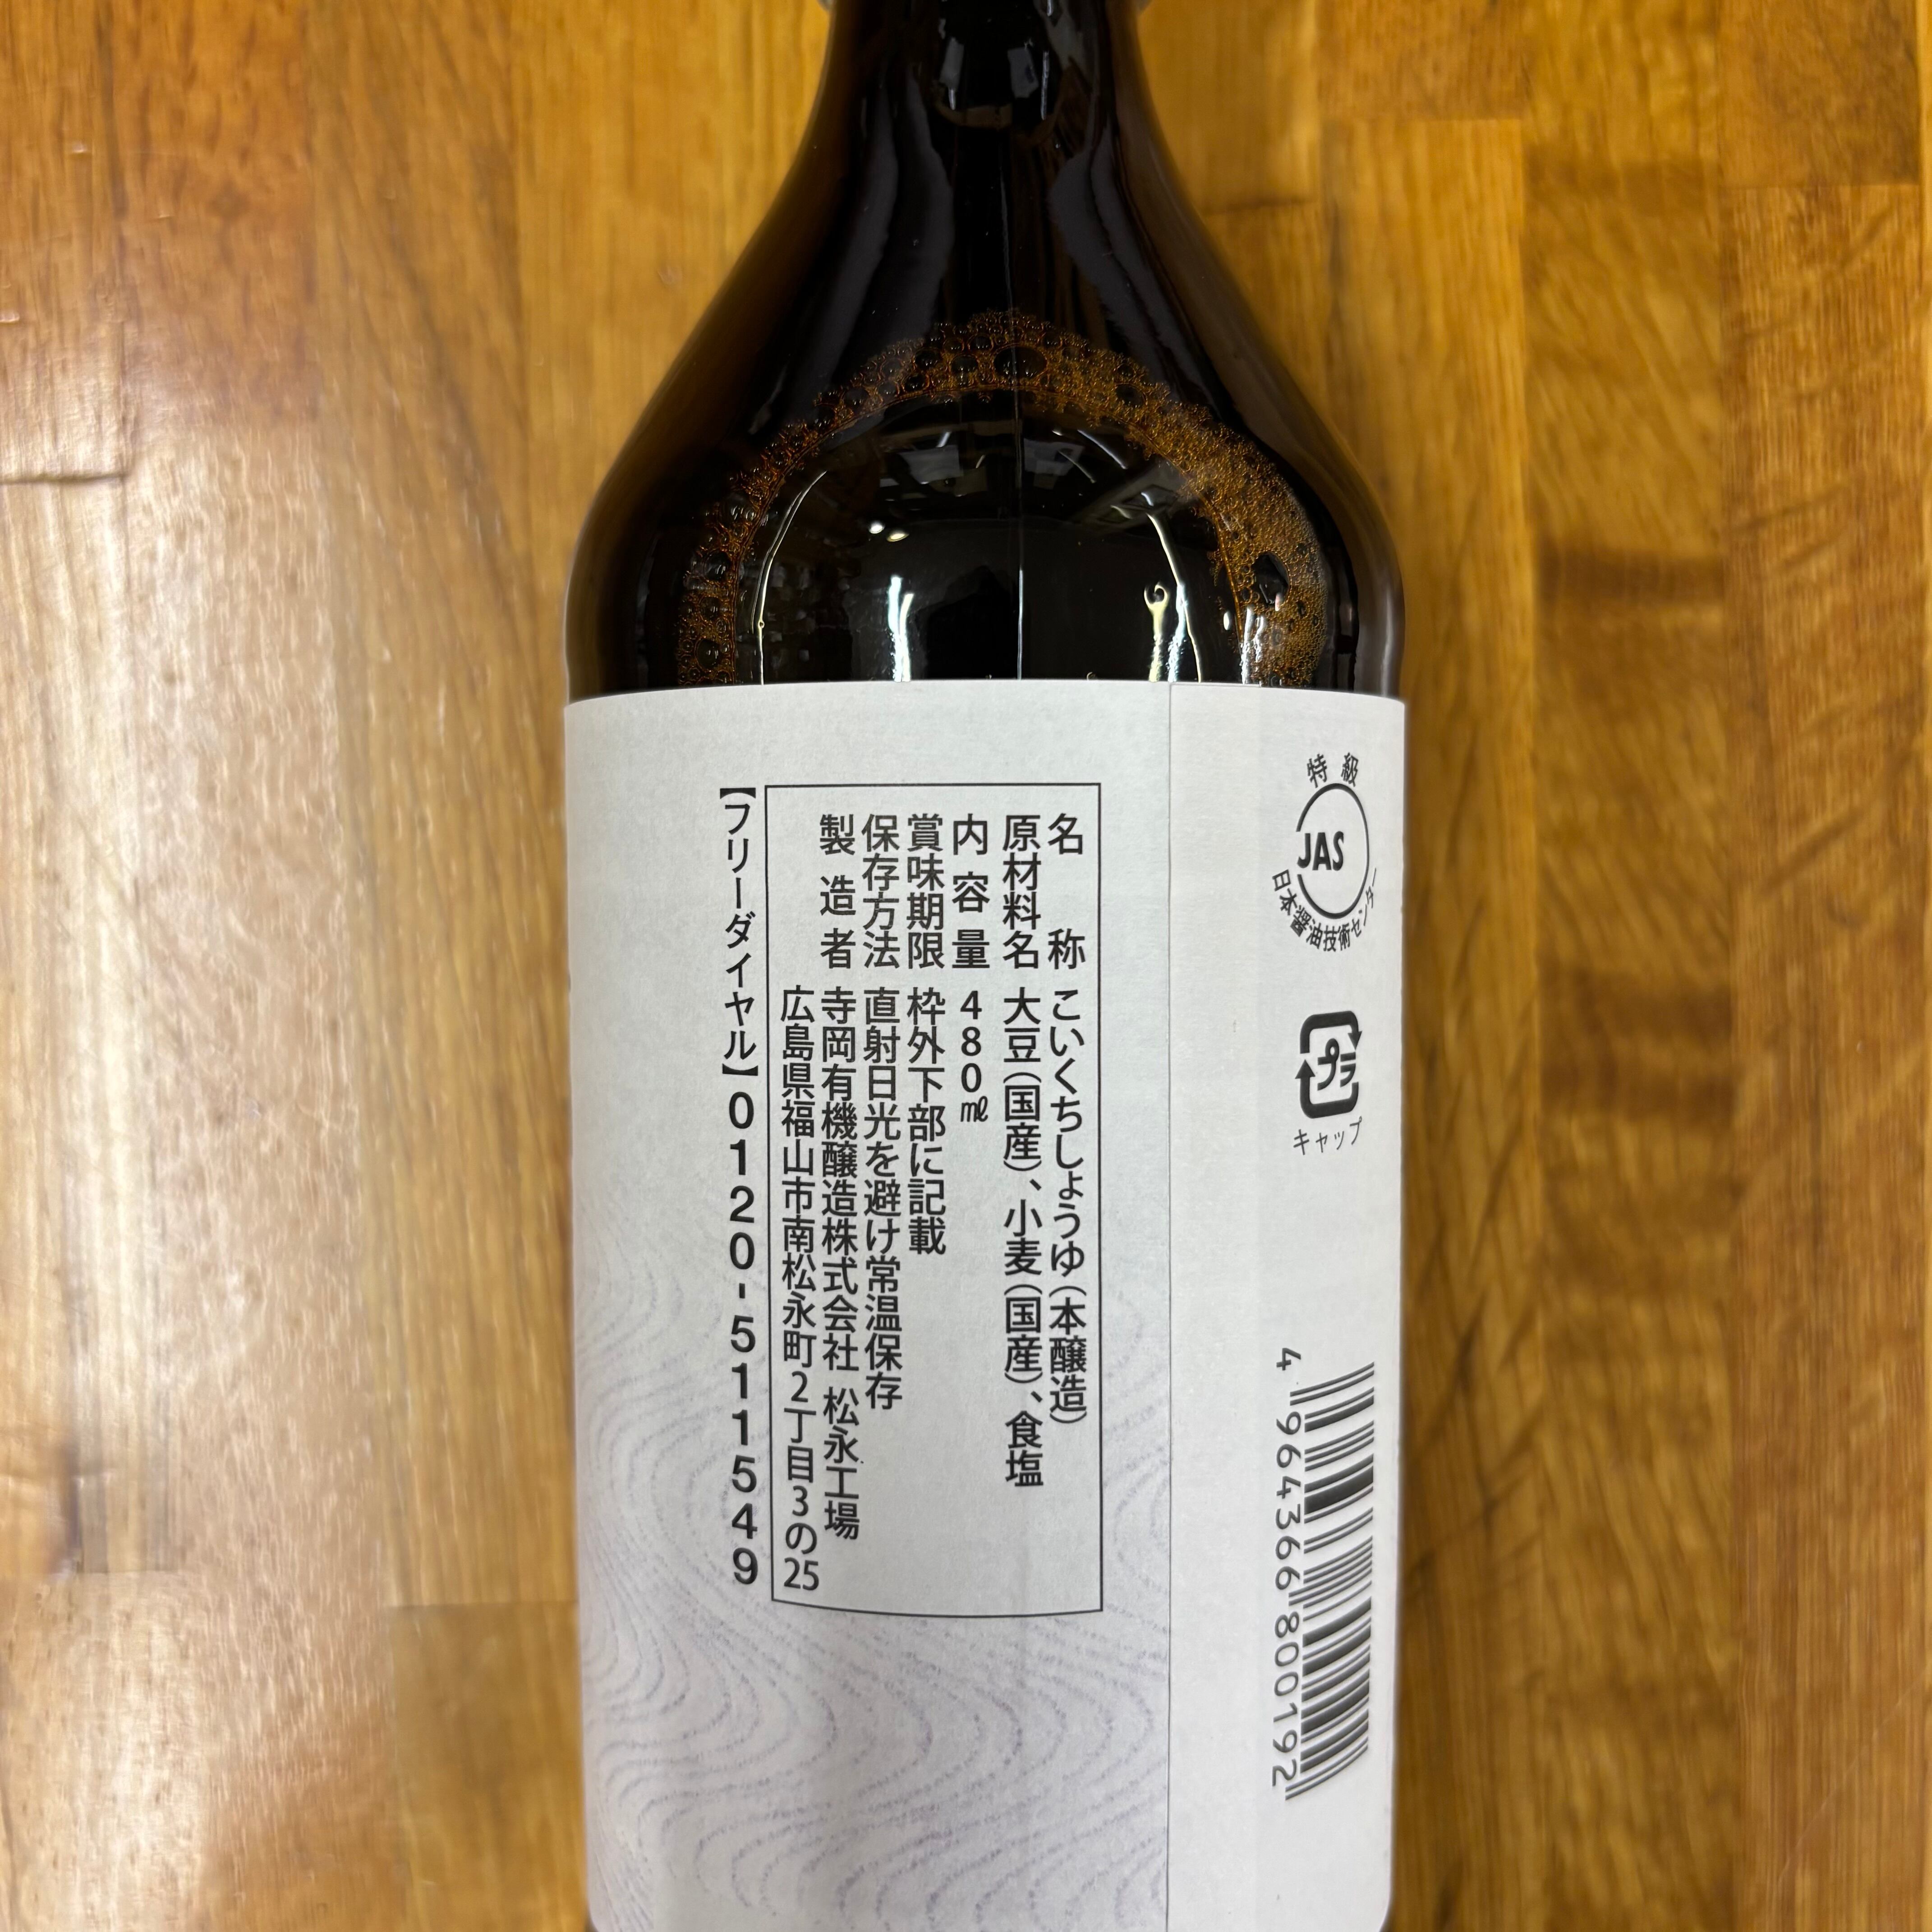 特級
JAS
日本醤油技術センター
プラ
キャップ
4 964366 800192
名称 こいくちしょうゆ(本醸造)
原材料名 大豆(国産)、小麦(国産)、食塩
内容量 480㎖
賞味期限 枠外下部に記載
保存方法 直射日光を避け常温保存
製造者 寺岡有機醸造株式会社 松永工場
広島県福山市南松永町2丁目3の25
【フリーダイヤル】0120-511549